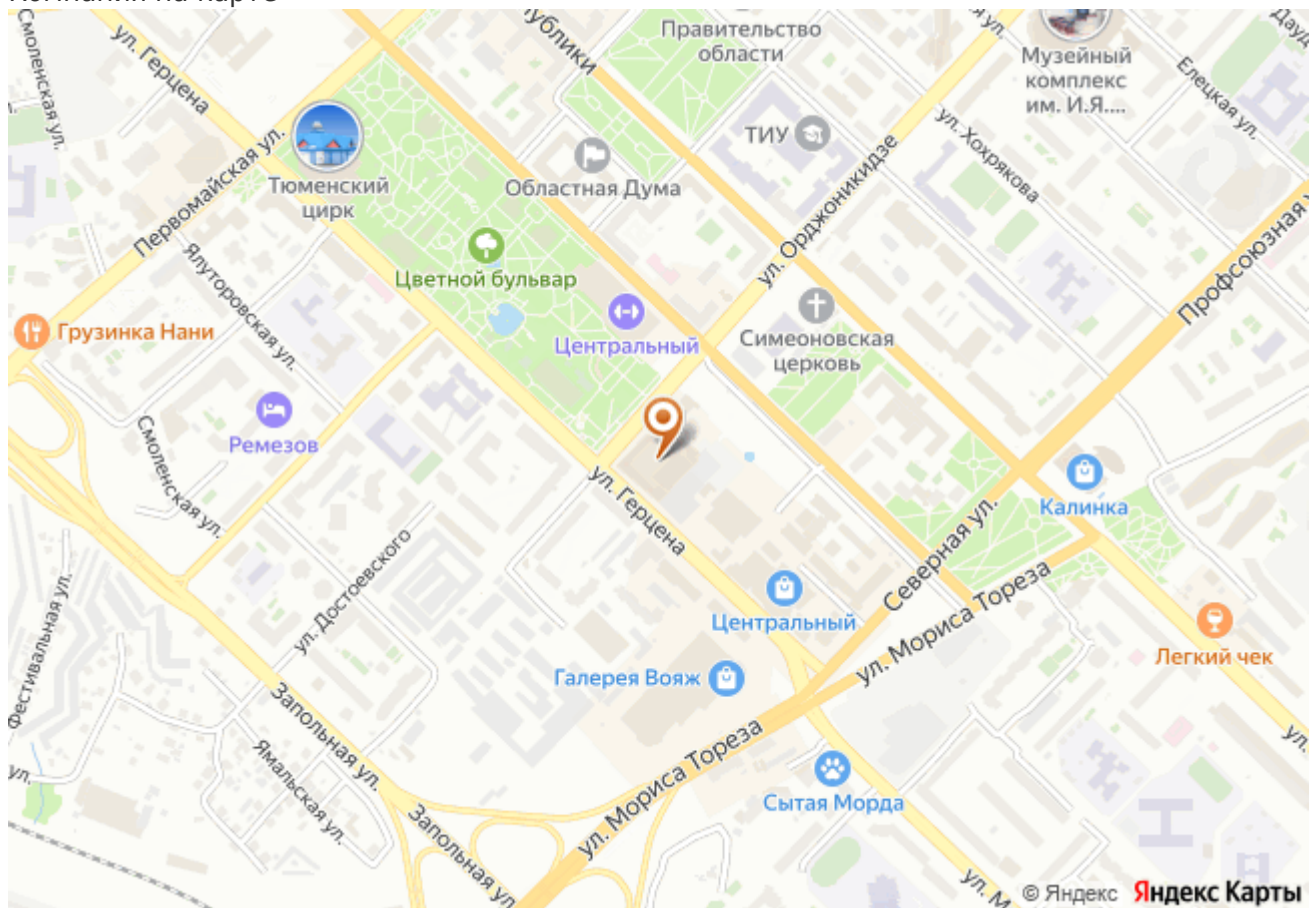 ул. Герцена
Смоленская ул.
Правительство
области
Музейный
комплекс
им. И.Я....
Елецкая ул.
ТИУ
ул. Хохрякова
Первомайская ул.
Тюменский
цирк
Областная Дума
ул. Орджоникидзе
Цветной бульвар
Ялуторовская ул.
Грузинка Нани
Центральный
Симеоновская
церковь
Профсоюзная
Ремезов
Смоленская ул.
ул. Герцена
Калинка
Северная ул.
ул. Достоевского
ул. Мориса Тореза
Центральный
Легкий чек
Галерея Вояж
Фестивальная ул.
Запольная ул.
Ямальская ул.
ул. Мориса Тореза
Сытая Морда
ул.
ул.
Запольная ул.
ул. М
© Яндекс Яндекс Карты